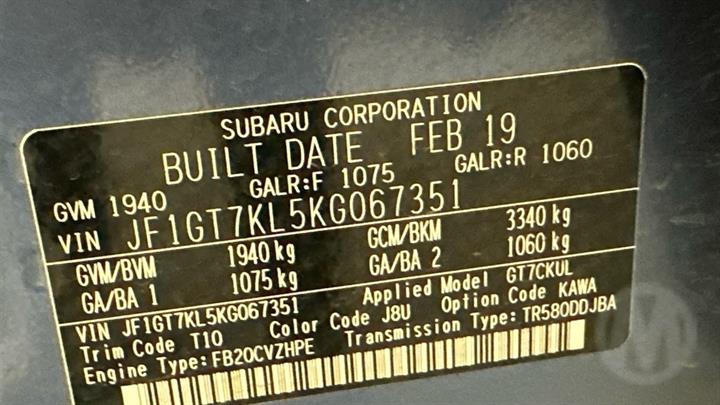 SUBARU CORPORATION
BUILT DATE FEB 19
GVM 1940 GALR:F 1075 GALR:R 1060
VIN JF1GT7KL5KG067351
GVM/BVM 1940 kg GCM/BKM 3340 kg
GA/BA 1 1075 kg GA/BA 2 1060 kg
VIN JF1GT7KL5KG067351 Applied Model GT7CKUL
Trim Code T10 Color Code J8U Option Code KAWA
Engine Type:FB20CVZHPE Transmission Type:TR580DDJBA
M